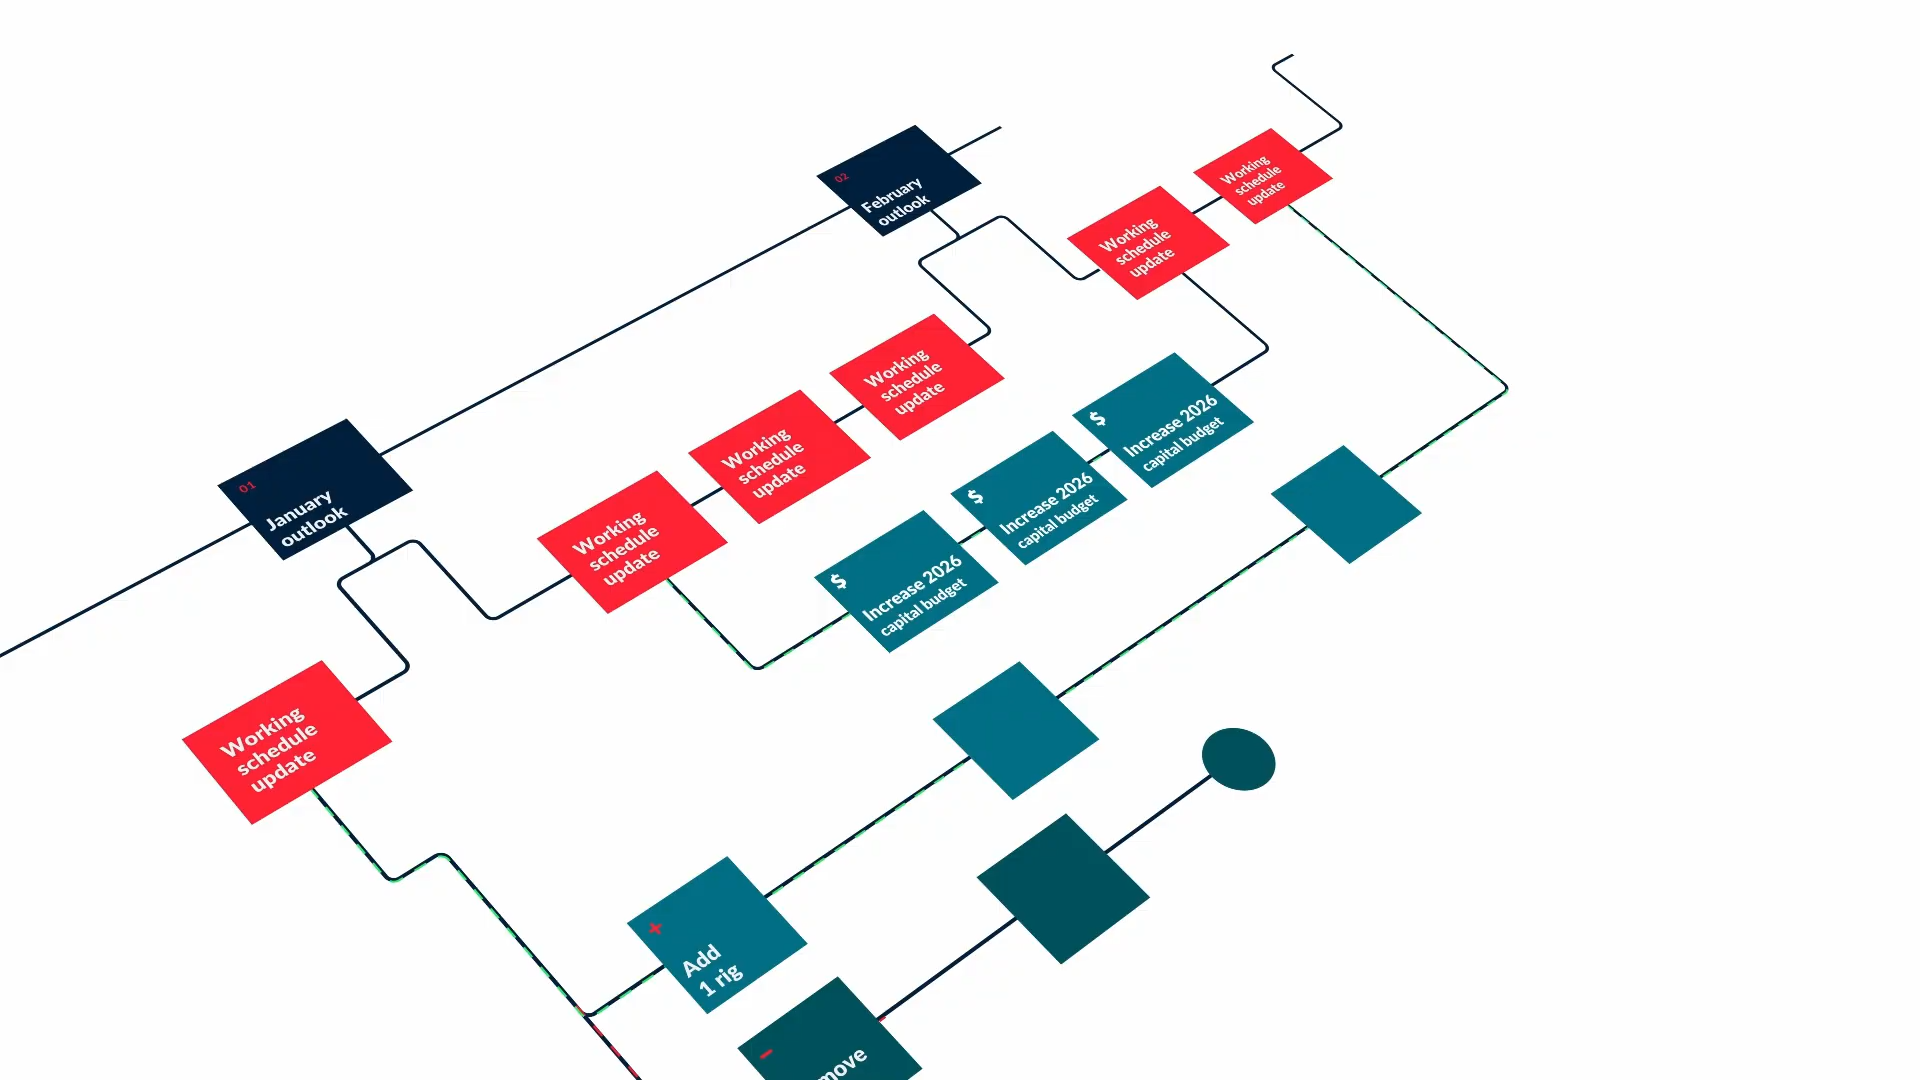 02
February
outlook
Working
schedule
update
Working
schedule
update
Working
schedule
update
Working
schedule
update
Working
schedule
update
01
January
outlook
$
Increase 2026
capital budget
$
Increase 2026
capital budget
$
Increase 2026
capital budget
Working
schedule
update
+
Add
1 rig
−